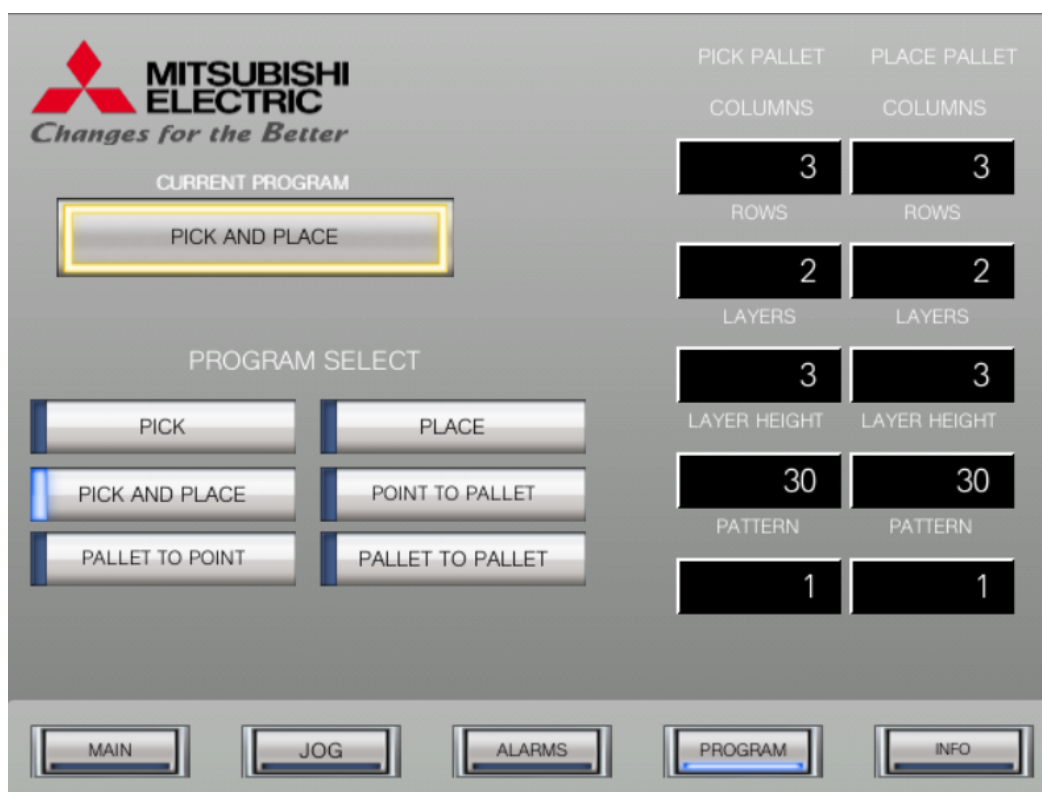 MITSUBISHI
ELECTRIC
Changes for the Better
CURRENT PROGRAM
PICK AND PLACE
PROGRAM SELECT
PICK
PLACE
PICK AND PLACE
POINT TO PALLET
PALLET TO POINT
PALLET TO PALLET
PICK PALLET
PLACE PALLET
COLUMNS
COLUMNS
3
3
ROWS
ROWS
2
2
LAYERS
LAYERS
3
3
LAYER HEIGHT
LAYER HEIGHT
30
30
PATTERN
PATTERN
1
1
MAIN
JOG
ALARMS
PROGRAM
INFO